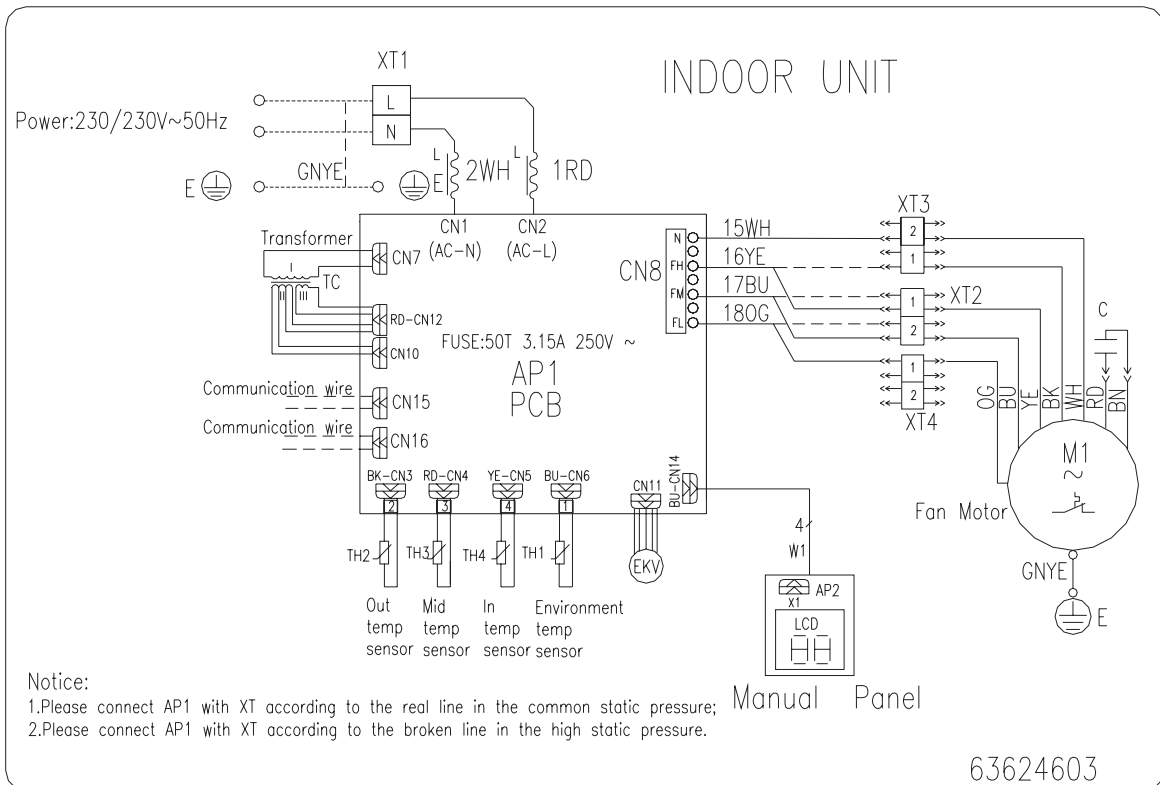 INDOOR UNIT
XT1
L
N
Power:230/230V~50Hz
GNYE
E
L
E
2WH
L
1RD
CN1
(AC-N)
CN2
(AC-L)
Transformer
CN7
I
II
III
TC
RD-CN12
CN10
FUSE:50T 3.15A 250V ~
AP1
PCB
Communication wire
CN15
Communication wire
CN16
CN8
N
FH
FM
FL
15WH
16YE
17BU
18OG
XT3
2
1
XT2
1
2
1
2
XT4
C
OG
BU
YE
BK
WH
RD
BN
M1
~
Fan Motor
GNYE
E
BK-CN3
RD-CN4
YE-CN5
BU-CN6
2
3
4
1
TH2
TH3
TH4
TH1
Out
temp
sensor
Mid
temp
sensor
In
temp
sensor
Environment
temp
sensor
CN11
EKV
BU-CN14
4
W1
X1
AP2
LCD
Manual Panel
Notice:
1.Please connect AP1 with XT according to the real line in the common static pressure;
2.Please connect AP1 with XT according to the broken line in the high static pressure.
63624603